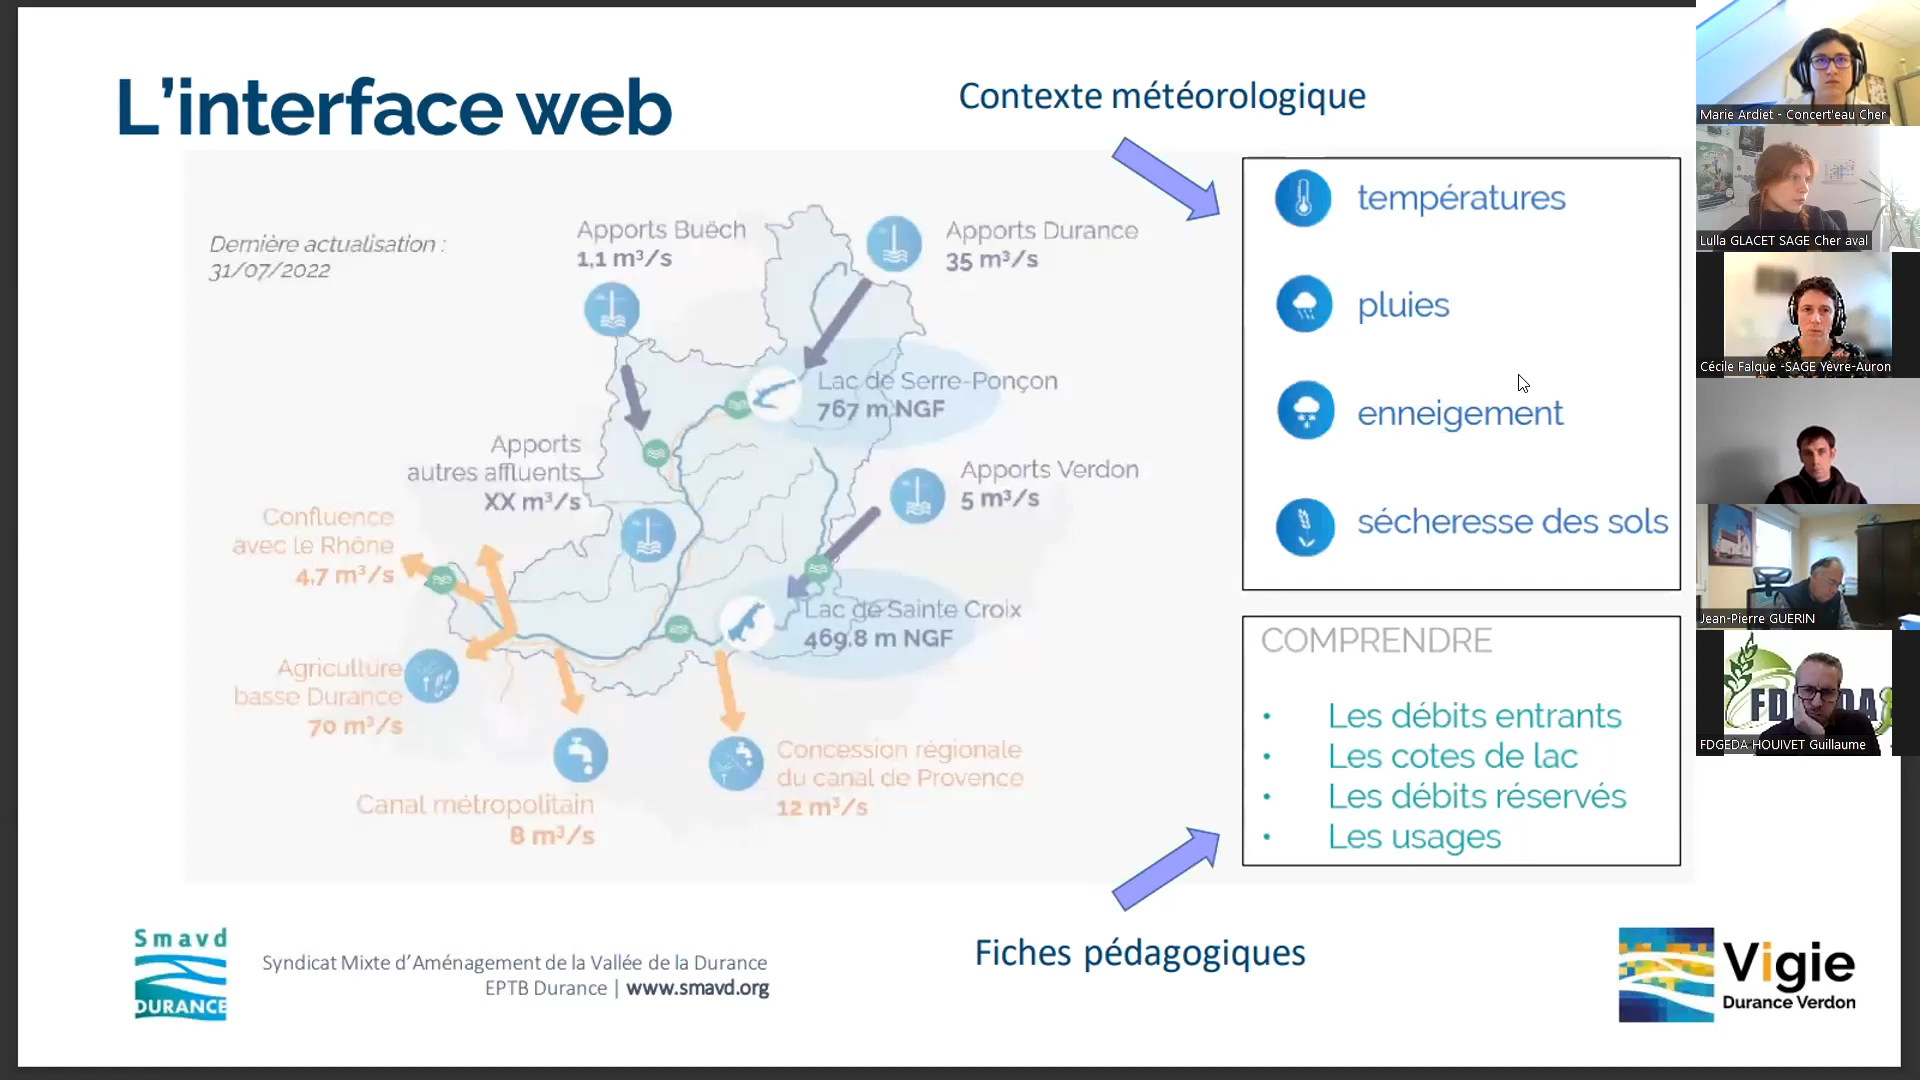 L'interface web
Contexte météorologique
Dernière actualisation :
31/07/2022
Apports Buëch
1,1 m³/s
Apports Durance
35 m³/s
Lac de Serre-Ponçon
767 m NGF
Apports
autres affluents
XX m³/s
Apports Verdon
5 m³/s
Confluence
avec le Rhône
4,7 m³/s
Lac de Sainte Croix
469,8 m NGF
Agriculture
basse Durance
70 m³/s
Canal métropolitain
8 m³/s
Concession régionale
du canal de Provence
12 m³/s
températures
pluies
enneigement
sécheresse des sols
COMPRENDRE
• Les débits entrants
• Les cotes de lac
• Les débits réservés
• Les usages
Fiches pédagogiques
Smavd
DURANCE
Syndicat Mixte d'Aménagement de la Vallée de la Durance
EPTB Durance | www.smavd.org
Vigie
Durance Verdon
Marie Ardiet - Concert'eau Cher
Lulla GLACET SAGE Cher aval
Cécile Falque -SAGE Yèvre-Auron
Jean-Pierre GUERIN
FDGEDA HOUIVET Guillaume